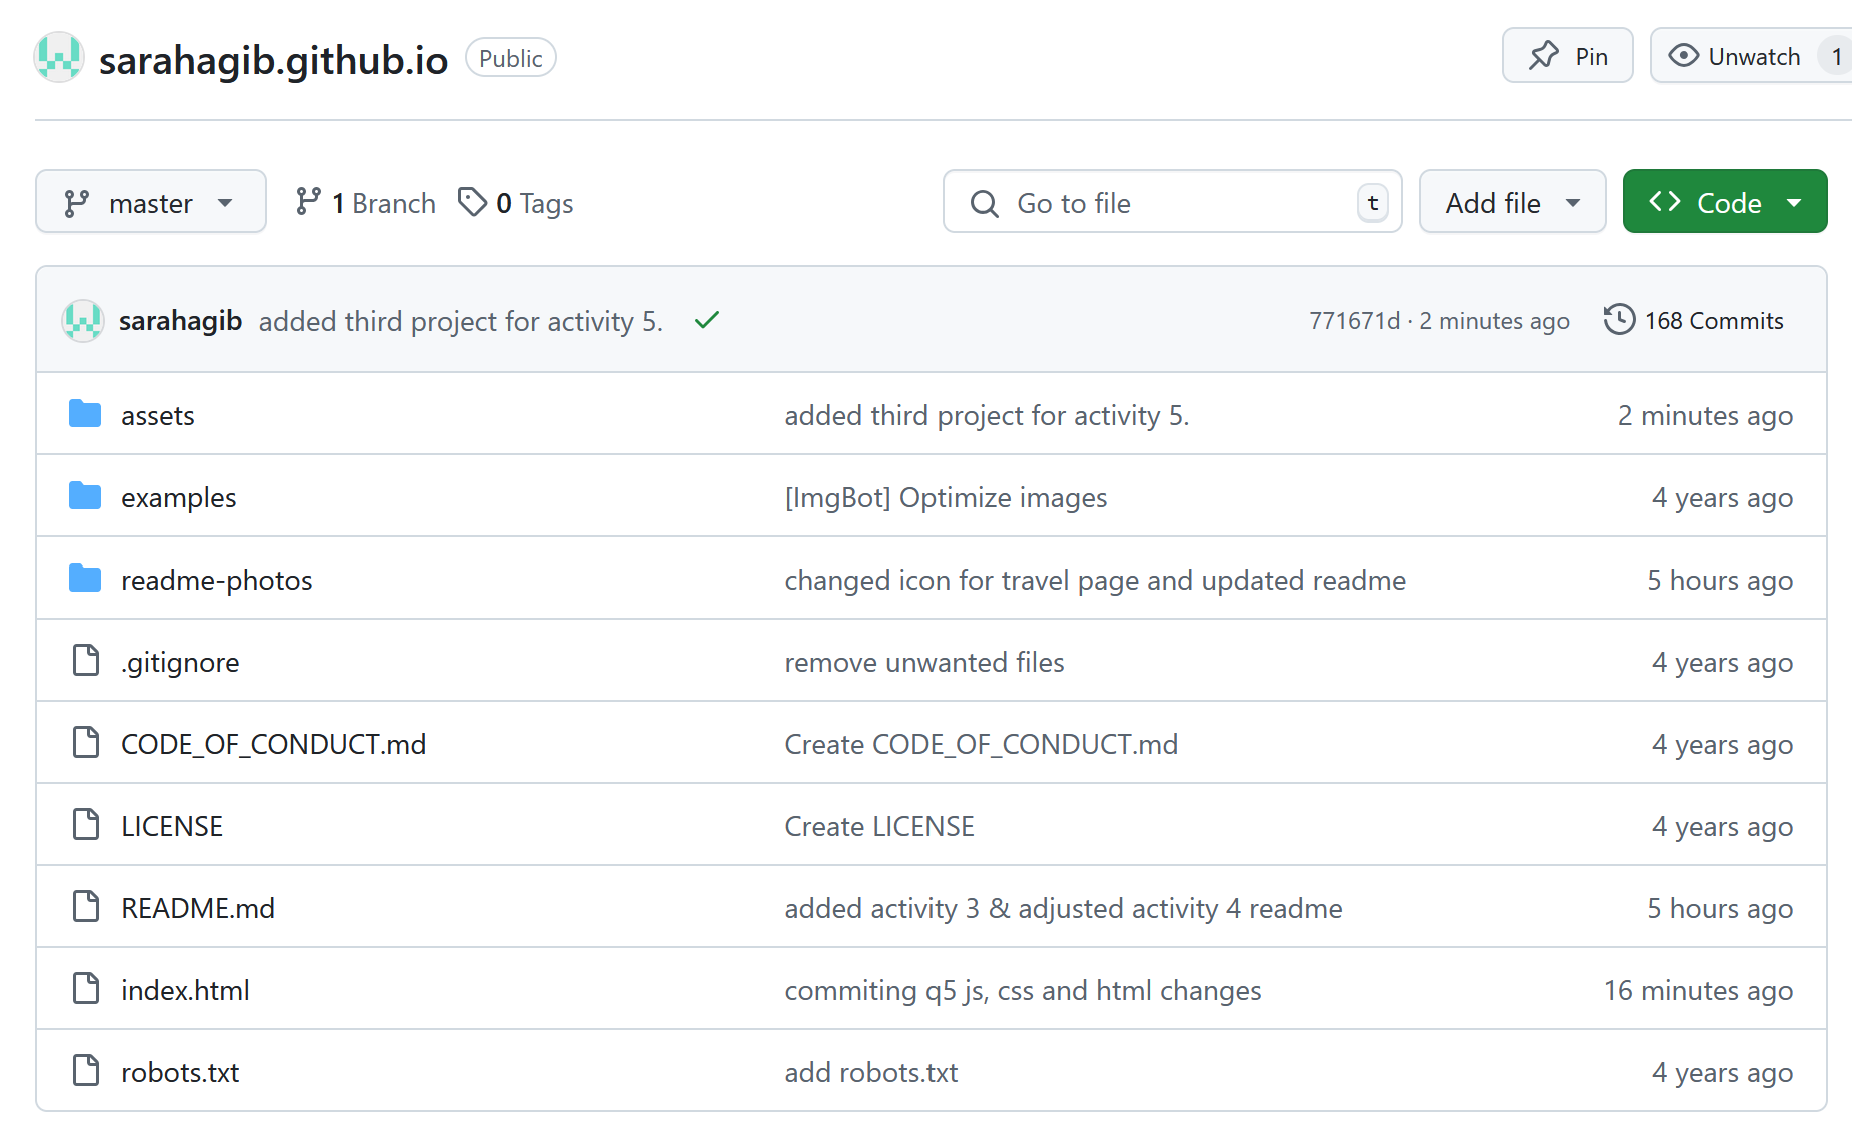 sarahagib.github.io Public Pin Unwatch 1
master 1 Branch 0 Tags Go to file t Add file Code
sarahagib added third project for activity 5. 771671d · 2 minutes ago 168 Commits
assets added third project for activity 5. 2 minutes ago
examples [ImgBot] Optimize images 4 years ago
readme-photos changed icon for travel page and updated readme 5 hours ago
.gitignore remove unwanted files 4 years ago
CODE_OF_CONDUCT.md Create CODE_OF_CONDUCT.md 4 years ago
LICENSE Create LICENSE 4 years ago
README.md added activity 3 & adjusted activity 4 readme 5 hours ago
index.html commiting q5 js, css and html changes 16 minutes ago
robots.txt add robots.txt 4 years ago